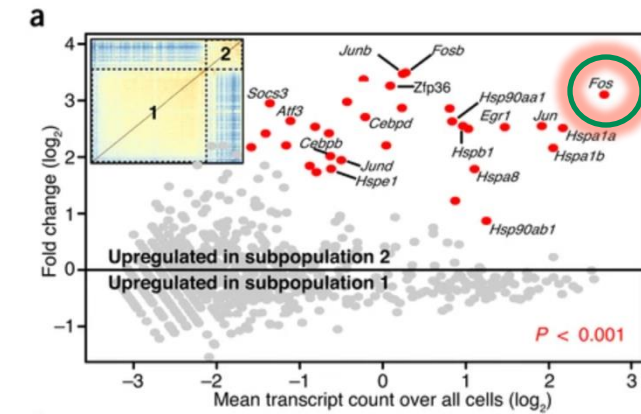 a
4
2
1
3
2
1
0
−1
Fold change (log2)
Junb
Fosb
Zfp36
Fos
Socs3
Atf3
Hsp90aa1
Egr1
Jun
Hspa1a
Cebpd
Cebpb
Hspb1
Hspa1b
Jund
Hspe1
Hspa8
Hsp90ab1
Upregulated in subpopulation 2
Upregulated in subpopulation 1
P < 0.001
−3 −2 −1 0 1 2 3
Mean transcript count over all cells (log2)